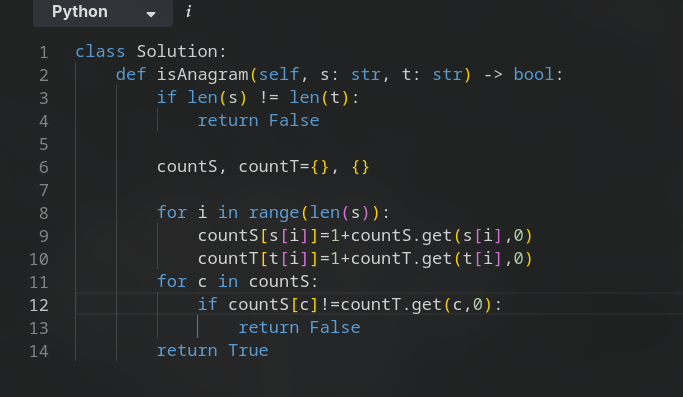 Python i
1 class Solution:
2 def isAnagram(self, s: str, t: str) -> bool:
3 if len(s) != len(t):
4 return False
5
6 countS, countT={}, {}
7
8 for i in range(len(s)):
9 countS[s[i]]=1+countS.get(s[i],0)
10 countT[t[i]]=1+countT.get(t[i],0)
11 for c in countS:
12 if countS[c]!=countT.get(c,0):
13 return False
14 return True